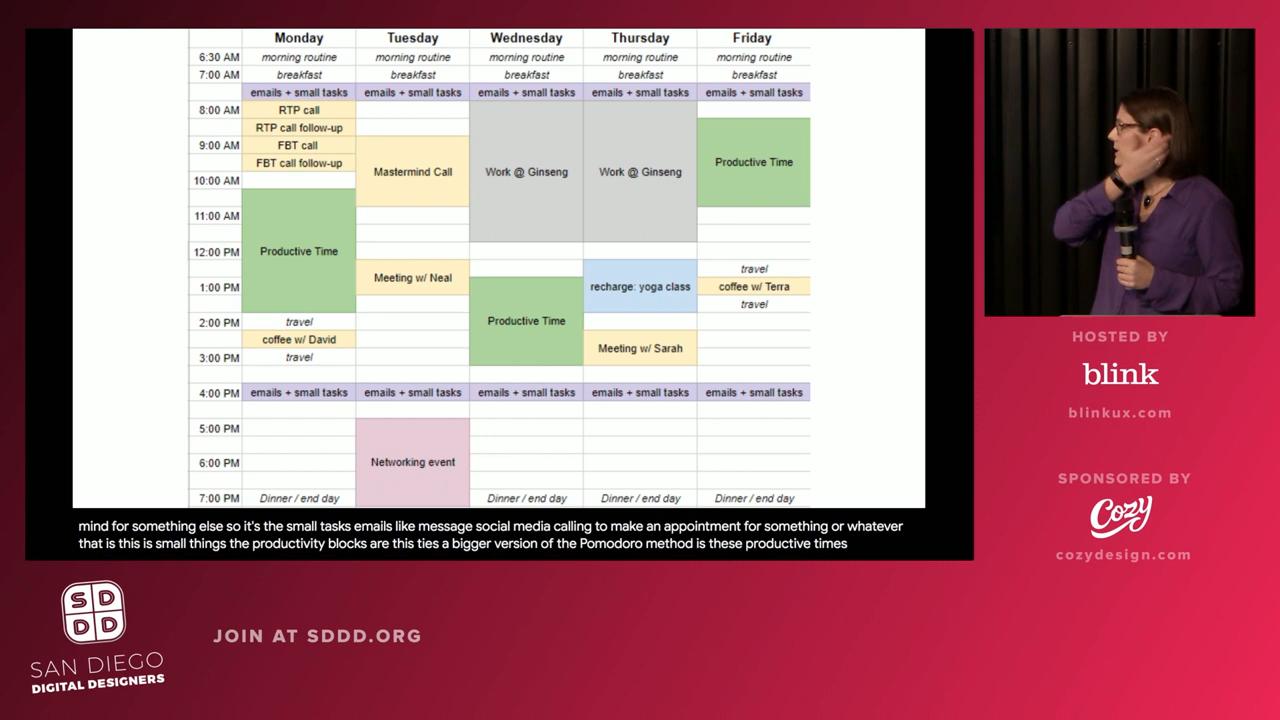 Monday Tuesday Wednesday Thursday Friday
6:30 AM morning routine morning routine morning routine morning routine morning routine
7:00 AM breakfast breakfast breakfast breakfast breakfast
emails + small tasks emails + small tasks emails + small tasks emails + small tasks emails + small tasks
8:00 AM RTP call
RTP call follow-up
9:00 AM FBT call
FBT call follow-up Productive Time
Mastermind Call Work @ Ginseng Work @ Ginseng
10:00 AM
11:00 AM
12:00 PM Productive Time
travel
Meeting w/ Neal
1:00 PM recharge: yoga class coffee w/ Terra
travel
2:00 PM travel Productive Time
coffee w/ David
Meeting w/ Sarah
3:00 PM travel
4:00 PM emails + small tasks emails + small tasks emails + small tasks emails + small tasks emails + small tasks
5:00 PM
6:00 PM Networking event
7:00 PM Dinner / end day Dinner / end day Dinner / end day Dinner / end day
mind for something else so it's the small tasks emails like message social media calling to make an appointment for something or whatever
that is this is small things the productivity blocks are this ties a bigger version of the Pomodoro method is these productive times
HOSTED BY
blink
blinkux.com
SPONSORED BY
Cozy
cozydesign.com
SD
DD
SAN DIEGO
DIGITAL DESIGNERS
JOIN AT SDDD.ORG